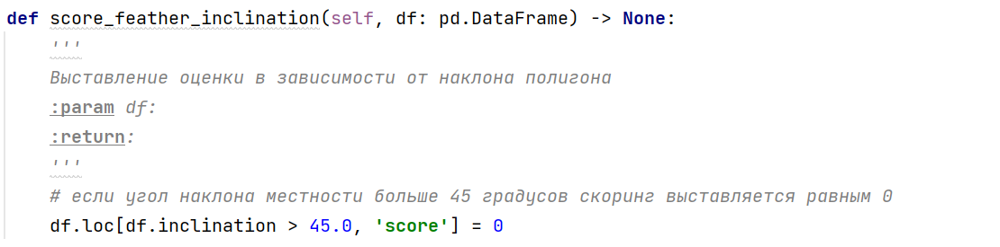 def score_feather_inclination(self, df: pd.DataFrame) -> None:
'''
Выставление оценки в зависимости от наклона полигона
:param df:
:return:
'''
# если угол наклона местности больше 45 градусов скоринг выставляется равным 0
df.loc[df.inclination > 45.0, 'score'] = 0